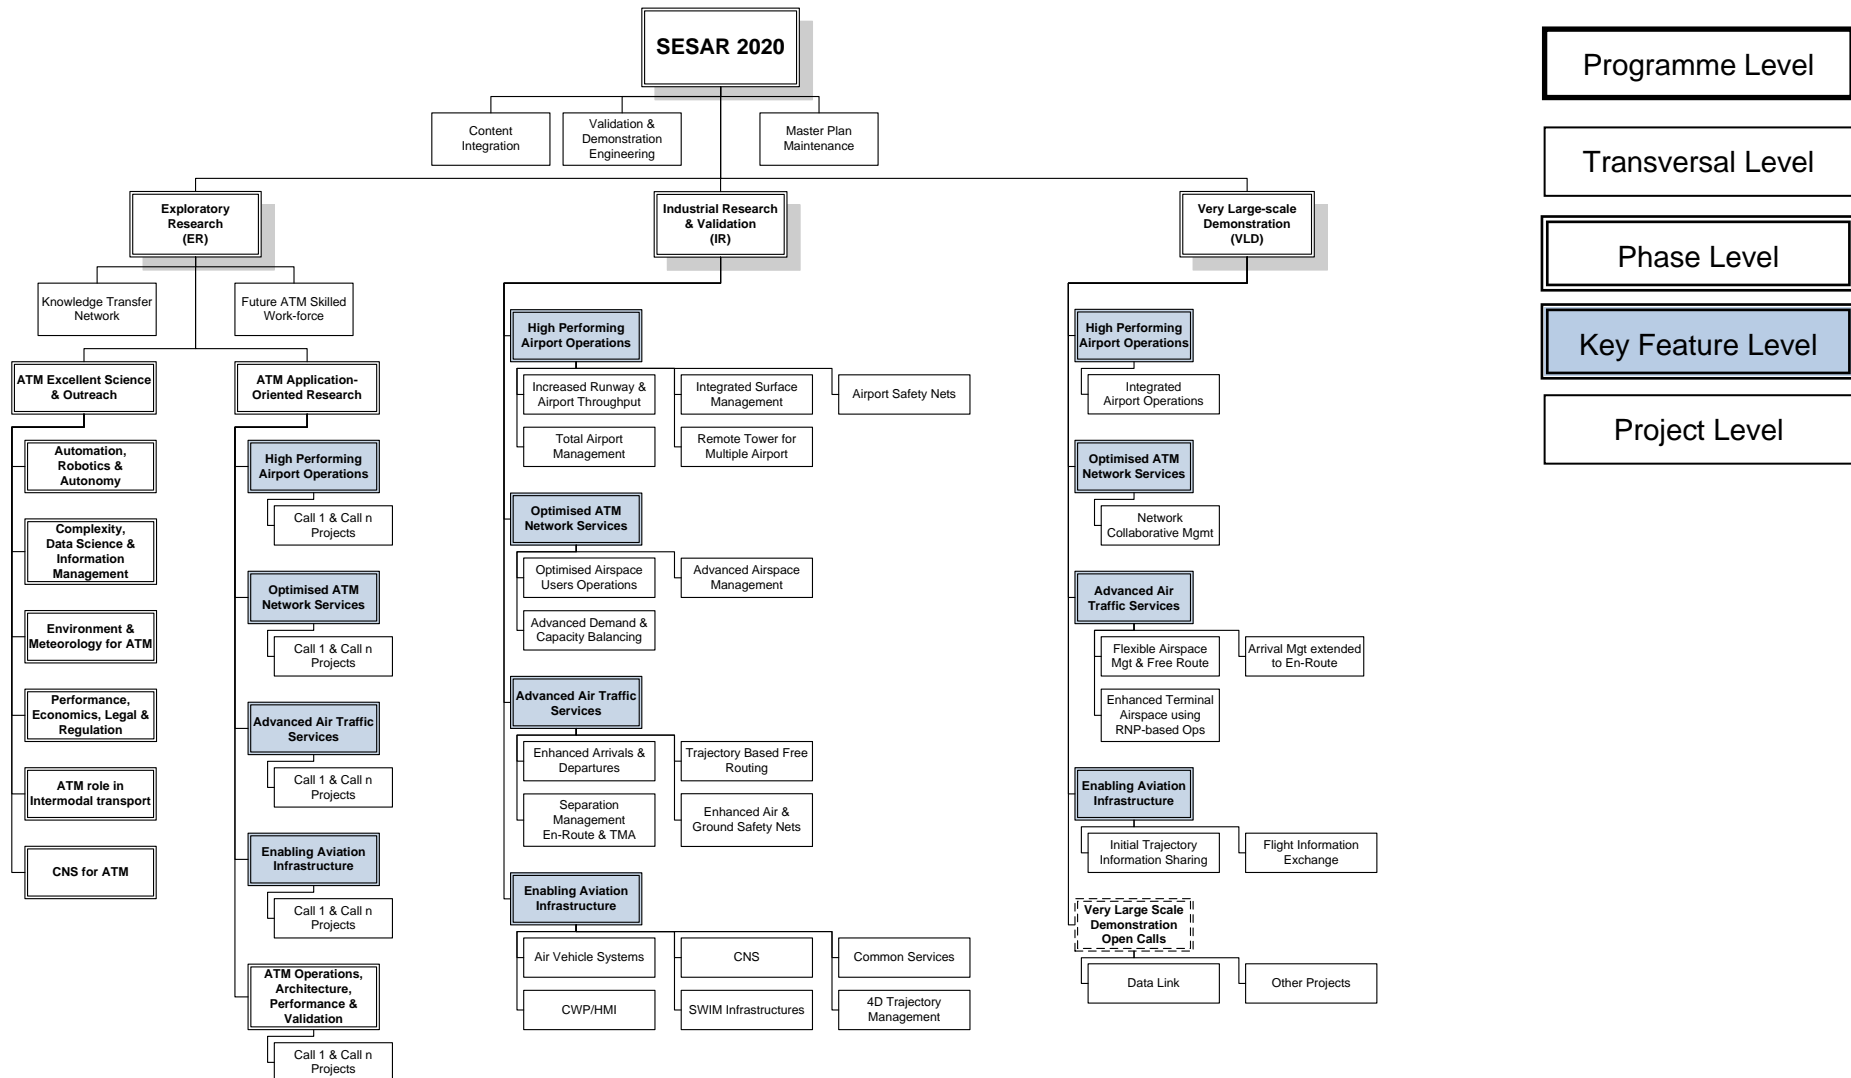 SESAR 2020
Content
Integration
Validation &
Demonstration
Engineering
Master Plan
Maintenance
Exploratory
Research
(ER)
Industrial Research
& Validation
(IR)
Very Large-scale
Demonstration
(VLD)
Knowledge Transfer
Network
Future ATM Skilled
Work-force
ATM Excellent Science
& Outreach
Automation,
Robotics &
Autonomy
Complexity,
Data Science &
Information
Management
Environment &
Meteorology for ATM
Performance,
Economics, Legal &
Regulation
ATM role in
Intermodal transport
CNS for ATM
ATM Application-
Oriented Research
High Performing
Airport Operations
Call 1 & Call n
Projects
Optimised ATM
Network Services
Call 1 & Call n
Projects
Advanced Air Traffic
Services
Call 1 & Call n
Projects
Enabling Aviation
Infrastructure
Call 1 & Call n
Projects
ATM Operations,
Architecture,
Performance &
Validation
Call 1 & Call n
Projects
High Performing
Airport Operations
Increased Runway &
Airport Throughput
Integrated Surface
Management
Airport Safety Nets
Total Airport
Management
Remote Tower for
Multiple Airport
Optimised ATM
Network Services
Optimised Airspace
Users Operations
Advanced Airspace
Management
Advanced Demand &
Capacity Balancing
Advanced Air Traffic
Services
Enhanced Arrivals &
Departures
Trajectory Based Free
Routing
Separation
Management
En-Route & TMA
Enhanced Air &
Ground Safety Nets
Enabling Aviation
Infrastructure
Air Vehicle Systems
CNS
Common Services
CWP/HMI
SWIM Infrastructures
4D Trajectory
Management
High Performing
Airport Operations
Integrated
Airport Operations
Optimised ATM
Network Services
Network
Collaborative Mgmt
Advanced Air
Traffic Services
Flexible Airspace
Mgt & Free Route
Arrival Mgt extended
to En-Route
Enhanced Terminal
Airspace using
RNP-based Ops
Enabling Aviation
Infrastructure
Initial Trajectory
Information Sharing
Flight Information
Exchange
Very Large Scale
Demonstration
Open Calls
Data Link
Other Projects
Programme Level
Transversal Level
Phase Level
Key Feature Level
Project Level